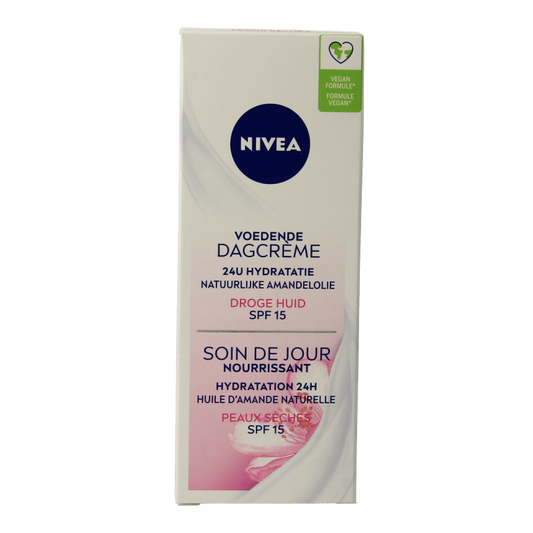 VEGAN
FORMULE*
FORMULE
VEGAN*
NIVEA
VOEDENDE
DAGCRÈME
24U HYDRATATIE
NATUURLIJKE AMANDELOLIE
DROGE HUID
SPF 15
SOIN DE JOUR
NOURRISSANT
HYDRATATION 24H
HUILE D'AMANDE NATURELLE
PEAUX SÈCHES
SPF 15